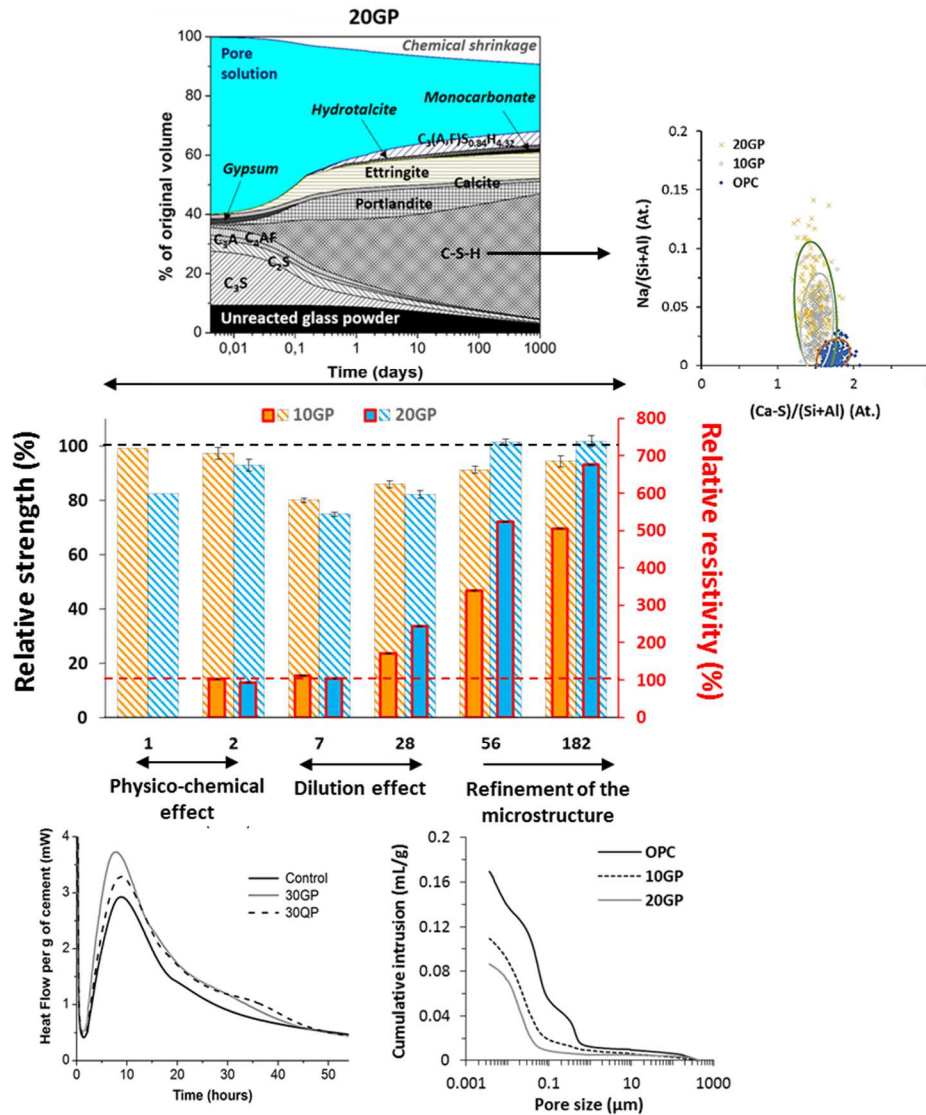 20GP
100
80
60
40
20
0
% of original volume
Chemical shrinkage
Pore
solution
Monocarbonate
Hydrotalcite
C₃(A,F)S₀.₈₄H₄.₃₂
Gypsum
Ettringite
Calcite
Portlandite
C₃A C₄AF
C₂S
C-S-H
C₃S
Unreacted glass powder
0,01 0,1 1 10 100 1000
Time (days)
0.2
0.15
0.1
0.05
0
Na/(Si+Al) (At.)
20GP
10GP
OPC
0 1 2
(Ca-S)/(Si+Al) (At.)
10GP 20GP
100
80
60
40
20
0
Relative strength (%)
800
700
600
500
400
300
200
100
0
Relative resistivity (%)
1 2 7 28 56 182
Physico-chemical
effect
Dilution effect
Refinement of the
microstructure
4
3
2
1
0
Heat Flow per g of cement (mW)
Control
30GP
30QP
0 10 20 30 40 50
Time (hours)
0.2
0.16
0.12
0.08
0.04
0
Cumulative intrusion (mL/g)
OPC
10GP
20GP
0.001 0.1 10 1000
Pore size (µm)